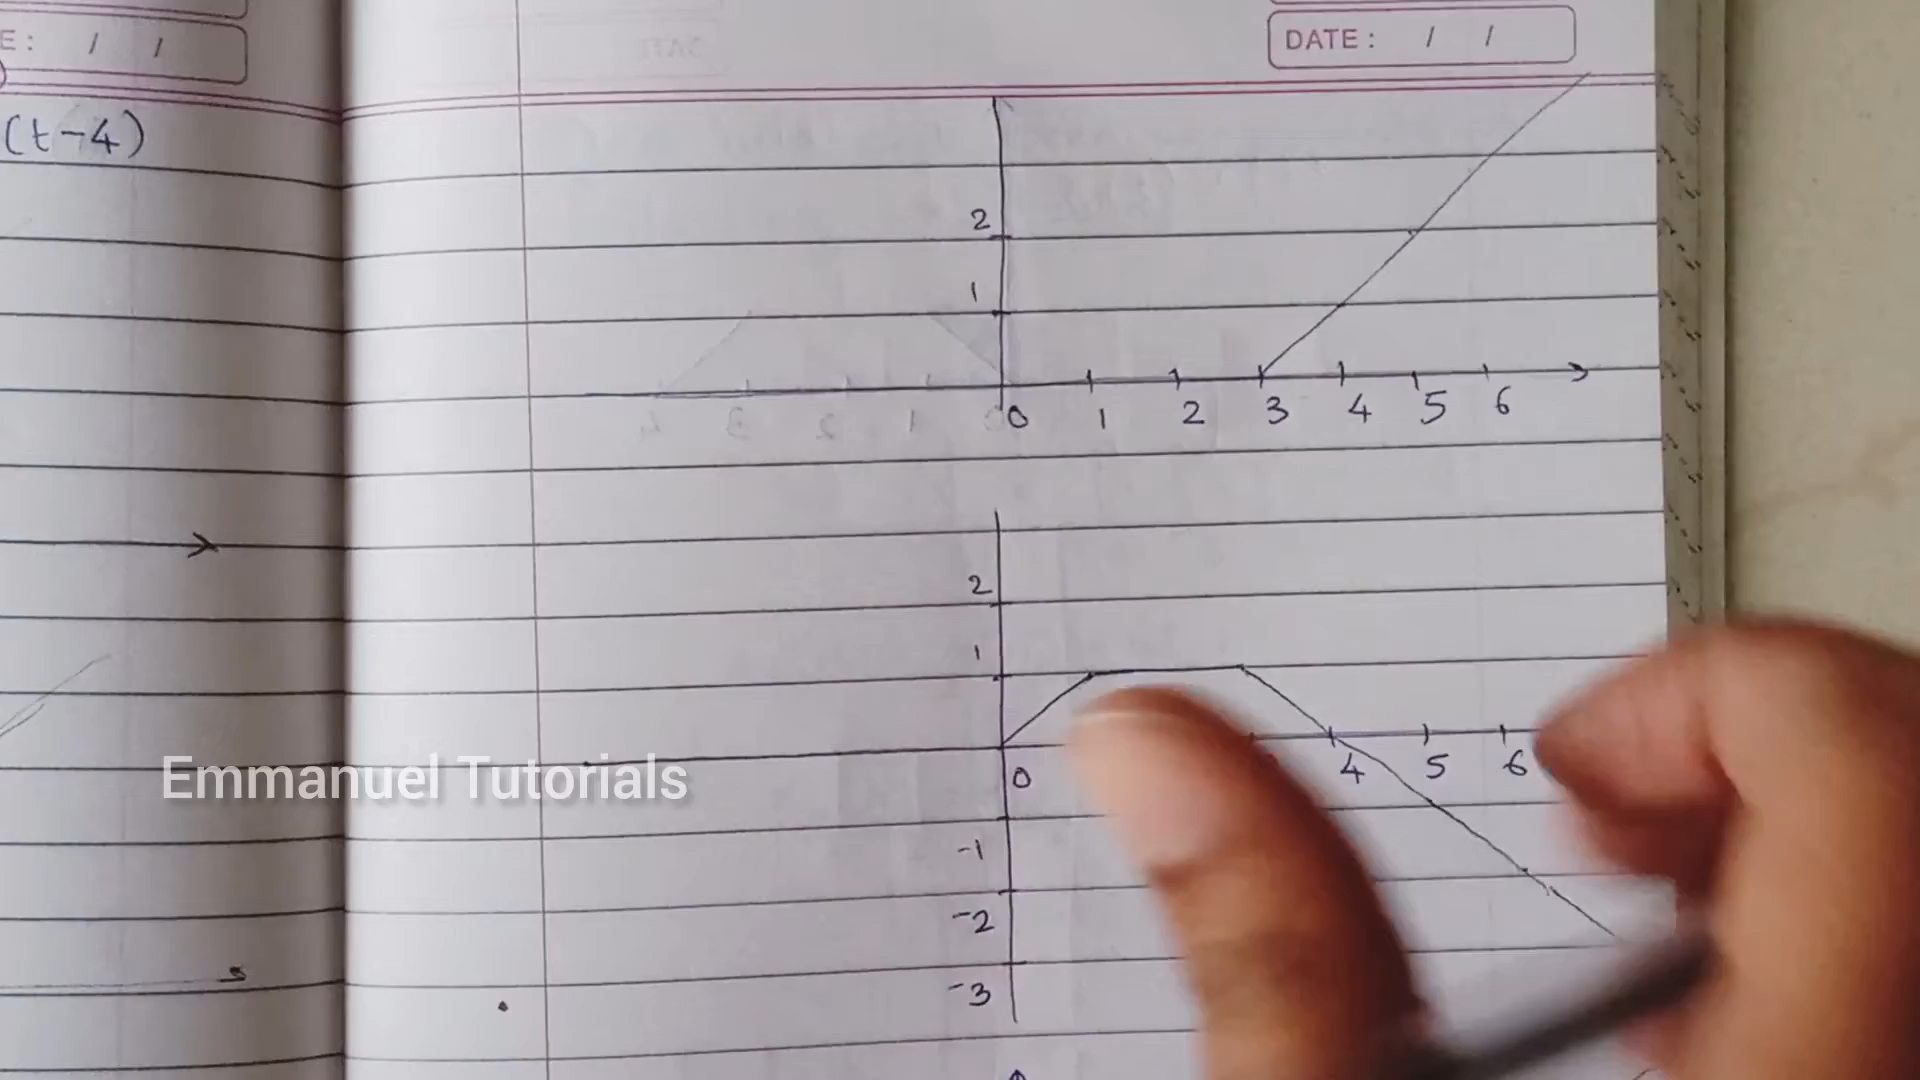 E: / /
DATE: / /
(t-4)
2
1
0 1 2 3 4 5 6
2
1
0 4 5 6
-1
-2
-3
Emmanuel Tutorials